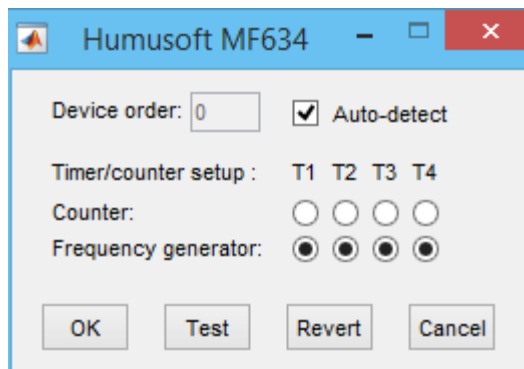 Humusoft MF634
Device order: 0 Auto-detect
Timer/counter setup : T1 T2 T3 T4
Counter:
Frequency generator:
OK Test Revert Cancel